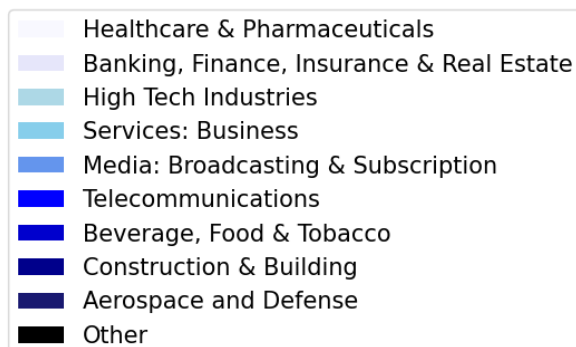 Healthcare & Pharmaceuticals
Banking, Finance, Insurance & Real Estate
High Tech Industries
Services: Business
Media: Broadcasting & Subscription
Telecommunications
Beverage, Food & Tobacco
Construction & Building
Aerospace and Defense
Other